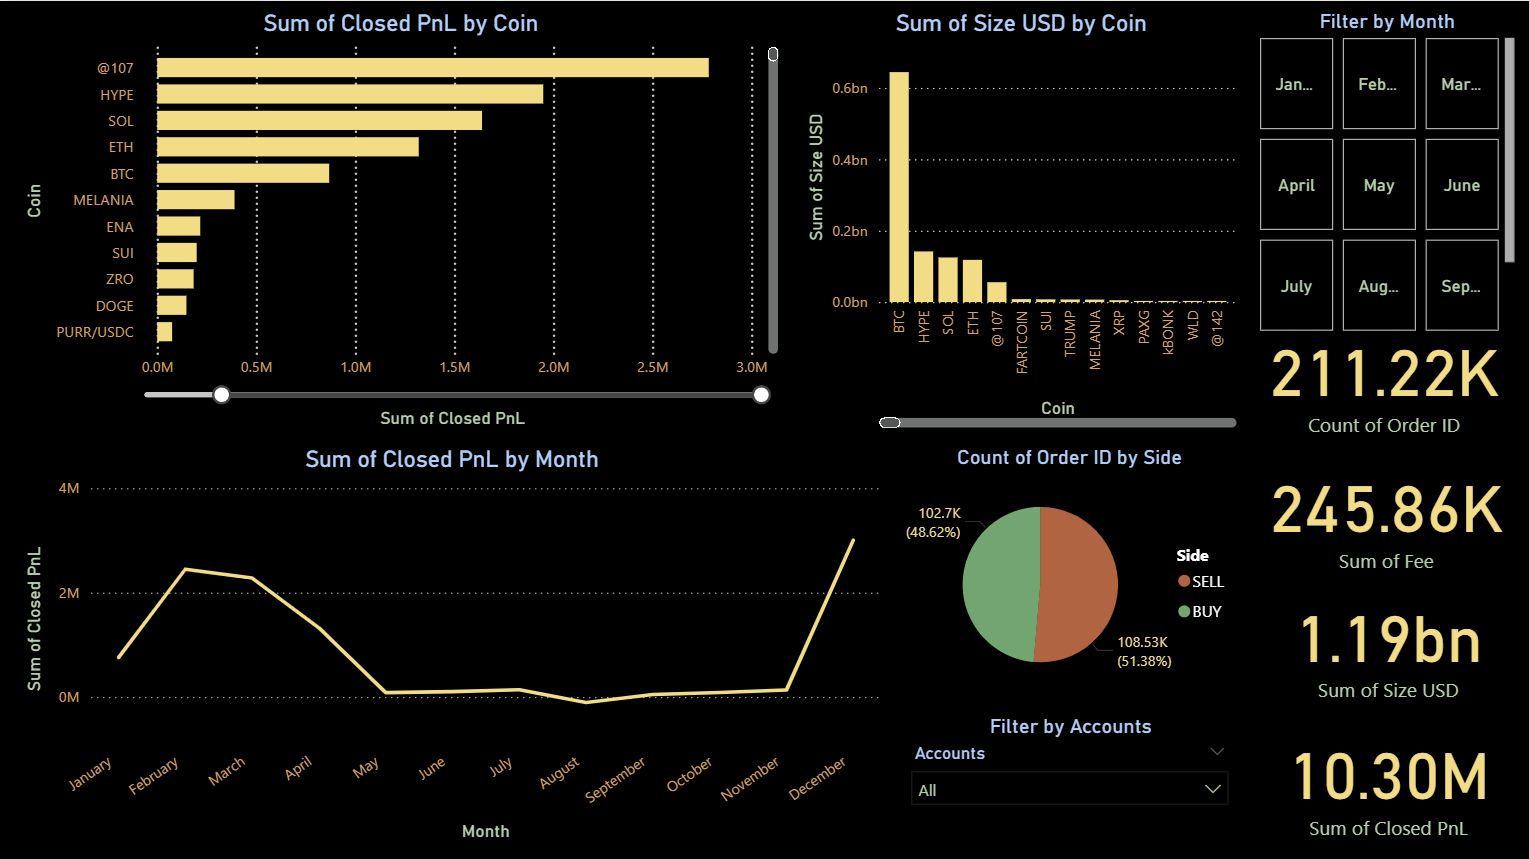 Sum of Closed PnL by Coin
Coin
@107
HYPE
SOL
ETH
BTC
MELANIA
ENA
SUI
ZRO
DOGE
PURR/USDC
0.0M 0.5M 1.0M 1.5M 2.0M 2.5M 3.0M
Sum of Closed PnL
Sum of Size USD by Coin
Sum of Size USD
0.6bn
0.4bn
0.2bn
0.0bn
BTC
HYPE
SOL
ETH
@107
FARTCOIN
SUI
TRUMP
MELANIA
XRP
PAXG
kBONK
WLD
@142
Coin
Filter by Month
Jan... Feb... Mar...
April May June
July Aug... Sep...
211.22K
Count of Order ID
245.86K
Sum of Fee
1.19bn
Sum of Size USD
10.30M
Sum of Closed PnL
Sum of Closed PnL by Month
Sum of Closed PnL
4M
2M
0M
January
February
March
April
May
June
July
August
September
October
November
December
Month
Count of Order ID by Side
102.7K
(48.62%)
108.53K
(51.38%)
Side
SELL
BUY
Filter by Accounts
Accounts
All